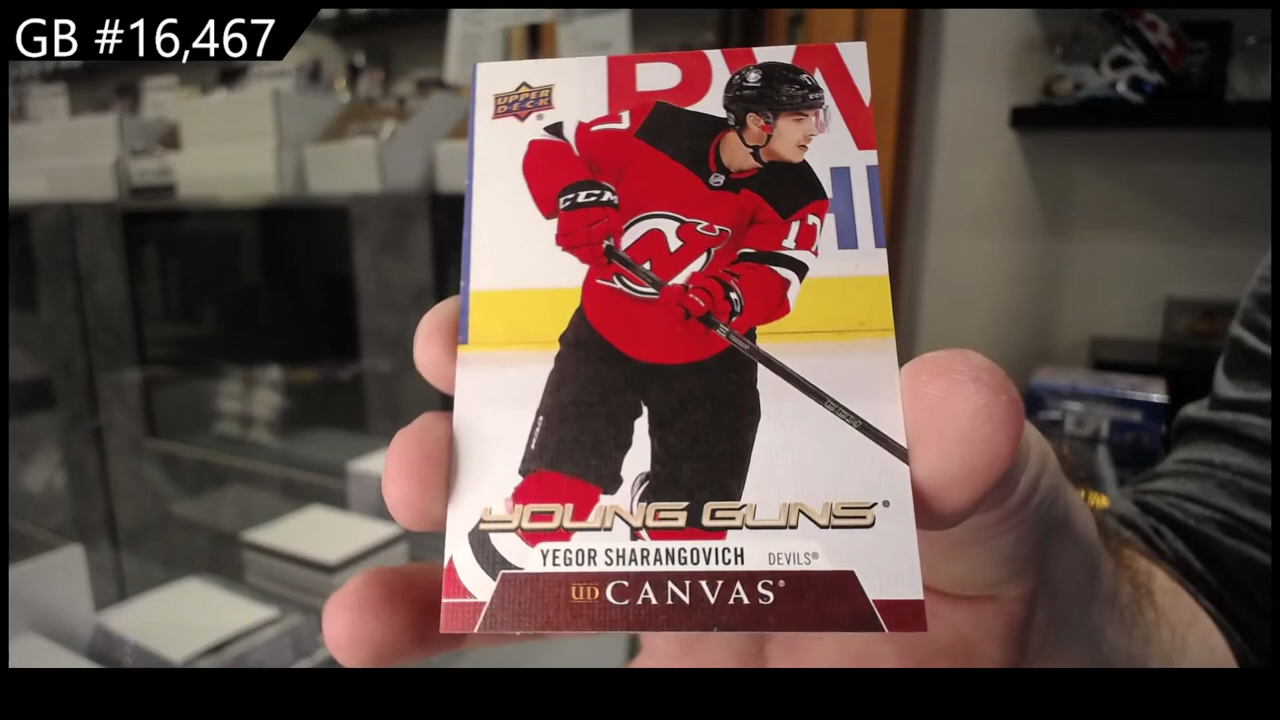 GB #16,467
UPPER
DECK®
17
CCM
17
YOUNG GUNS®
YEGOR SHARANGOVICH DEVILS®
UD CANVAS®